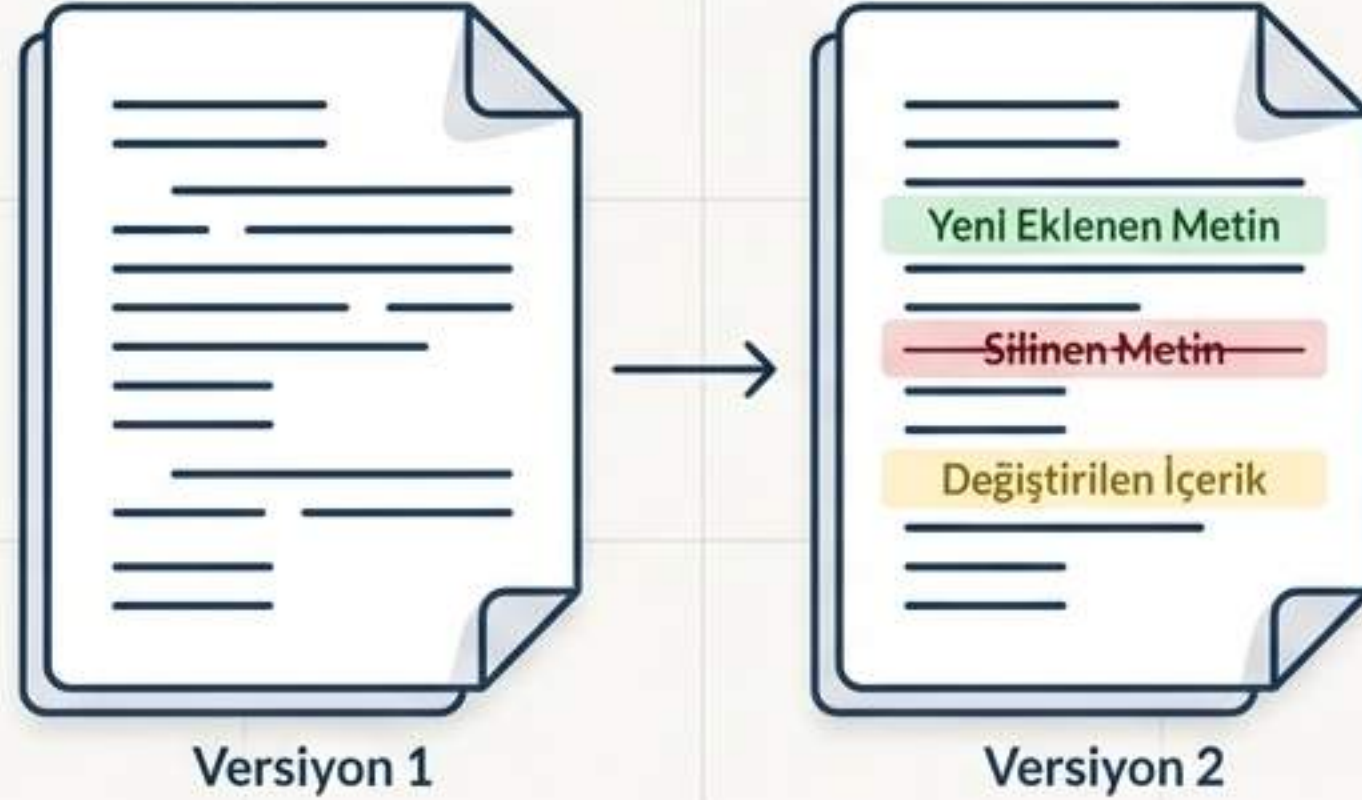 Yeni Eklenen Metin
Silinen Metin
Değiştirilen İçerik
Versiyon 1
Versiyon 2